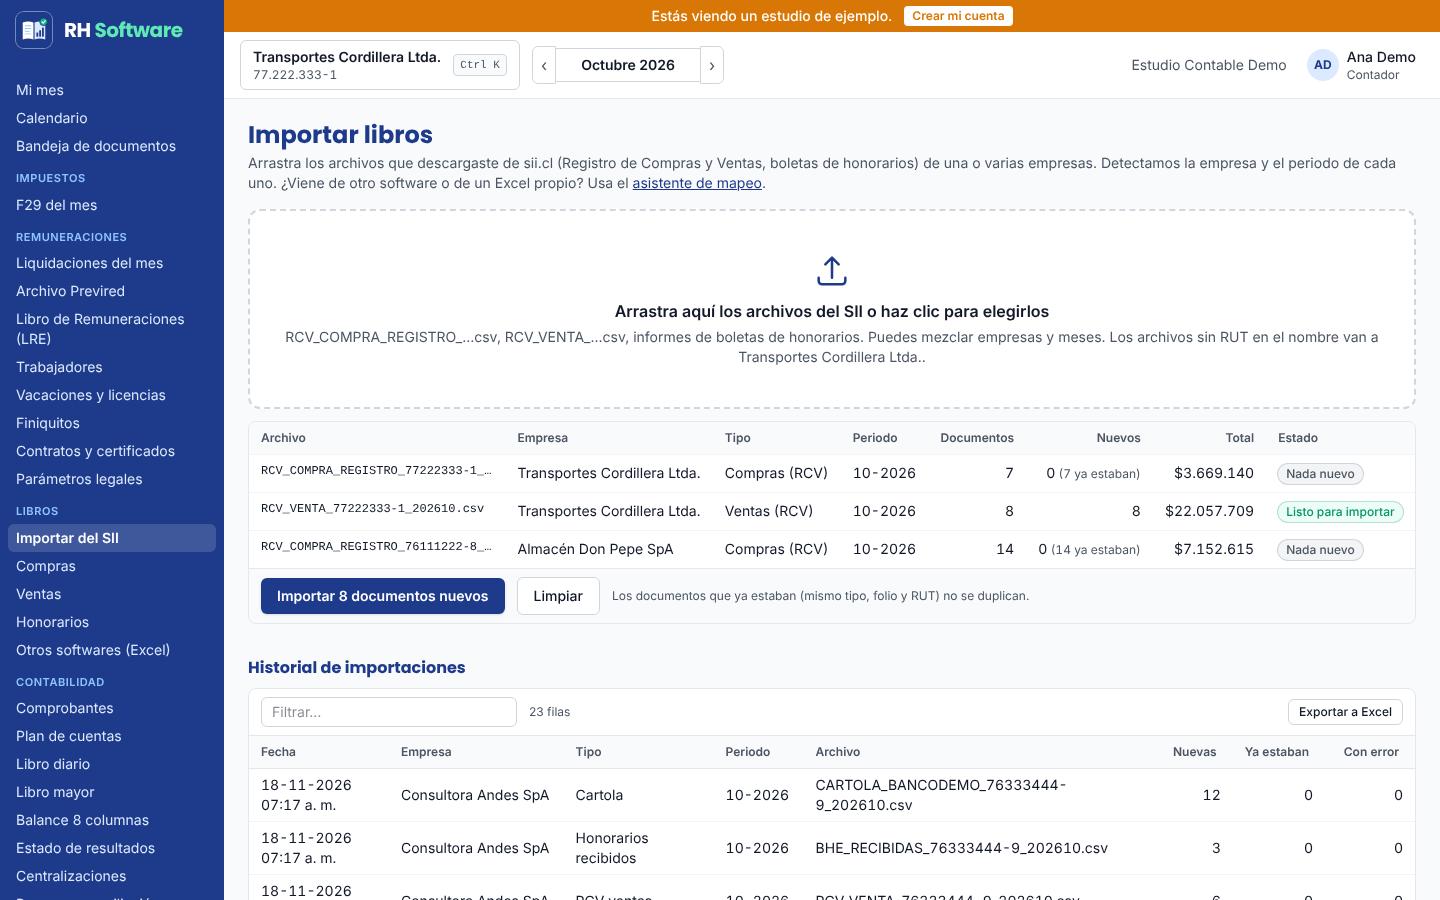 RH Software
Estás viendo un estudio de ejemplo. Crear mi cuenta
Transportes Cordillera Ltda.
77.222.333-1
Ctrl K
‹ Octubre 2026 ›
Estudio Contable Demo
AD
Ana Demo
Contador
Mi mes
Calendario
Bandeja de documentos
IMPUESTOS
F29 del mes
REMUNERACIONES
Liquidaciones del mes
Archivo Previred
Libro de Remuneraciones
(LRE)
Trabajadores
Vacaciones y licencias
Finiquitos
Contratos y certificados
Parámetros legales
LIBROS
Importar del SII
Compras
Ventas
Honorarios
Otros softwares (Excel)
CONTABILIDAD
Comprobantes
Plan de cuentas
Libro diario
Libro mayor
Balance 8 columnas
Estado de resultados
Centralizaciones
Importar libros
Arrastra los archivos que descargaste de sii.cl (Registro de Compras y Ventas, boletas de honorarios) de una o varias empresas. Detectamos la empresa y el periodo de cada
uno. ¿Viene de otro software o de un Excel propio? Usa el asistente de mapeo.
Arrastra aquí los archivos del SII o haz clic para elegirlos
RCV_COMPRA_REGISTRO_…csv, RCV_VENTA_…csv, informes de boletas de honorarios. Puedes mezclar empresas y meses. Los archivos sin RUT en el nombre van a
Transportes Cordillera Ltda..
Archivo Empresa Tipo Periodo Documentos Nuevos Total Estado
RCV_COMPRA_REGISTRO_77222333-1_… Transportes Cordillera Ltda. Compras (RCV) 10-2026 7 0 (7 ya estaban) $3.669.140 Nada nuevo
RCV_VENTA_77222333-1_202610.csv Transportes Cordillera Ltda. Ventas (RCV) 10-2026 8 8 $22.057.709 Listo para importar
RCV_COMPRA_REGISTRO_76111222-8_… Almacén Don Pepe SpA Compras (RCV) 10-2026 14 0 (14 ya estaban) $7.152.615 Nada nuevo
Importar 8 documentos nuevos Limpiar Los documentos que ya estaban (mismo tipo, folio y RUT) no se duplican.
Historial de importaciones
Filtrar... 23 filas Exportar a Excel
Fecha Empresa Tipo Periodo Archivo Nuevas Ya estaban Con error
18-11-2026
07:17 a. m. Consultora Andes SpA Cartola 10-2026 CARTOLA_BANCODEMO_76333444-
9_202610.csv 12 0 0
18-11-2026
07:17 a. m. Consultora Andes SpA Honorarios
recibidos 10-2026 BHE_RECIBIDAS_76333444-9_202610.csv 3 0 0
18-11-2026
Consultora Andes SpA RCV ventas 10-2026 RCV_VENTA_76333444-9_202610.csv 6 0 0